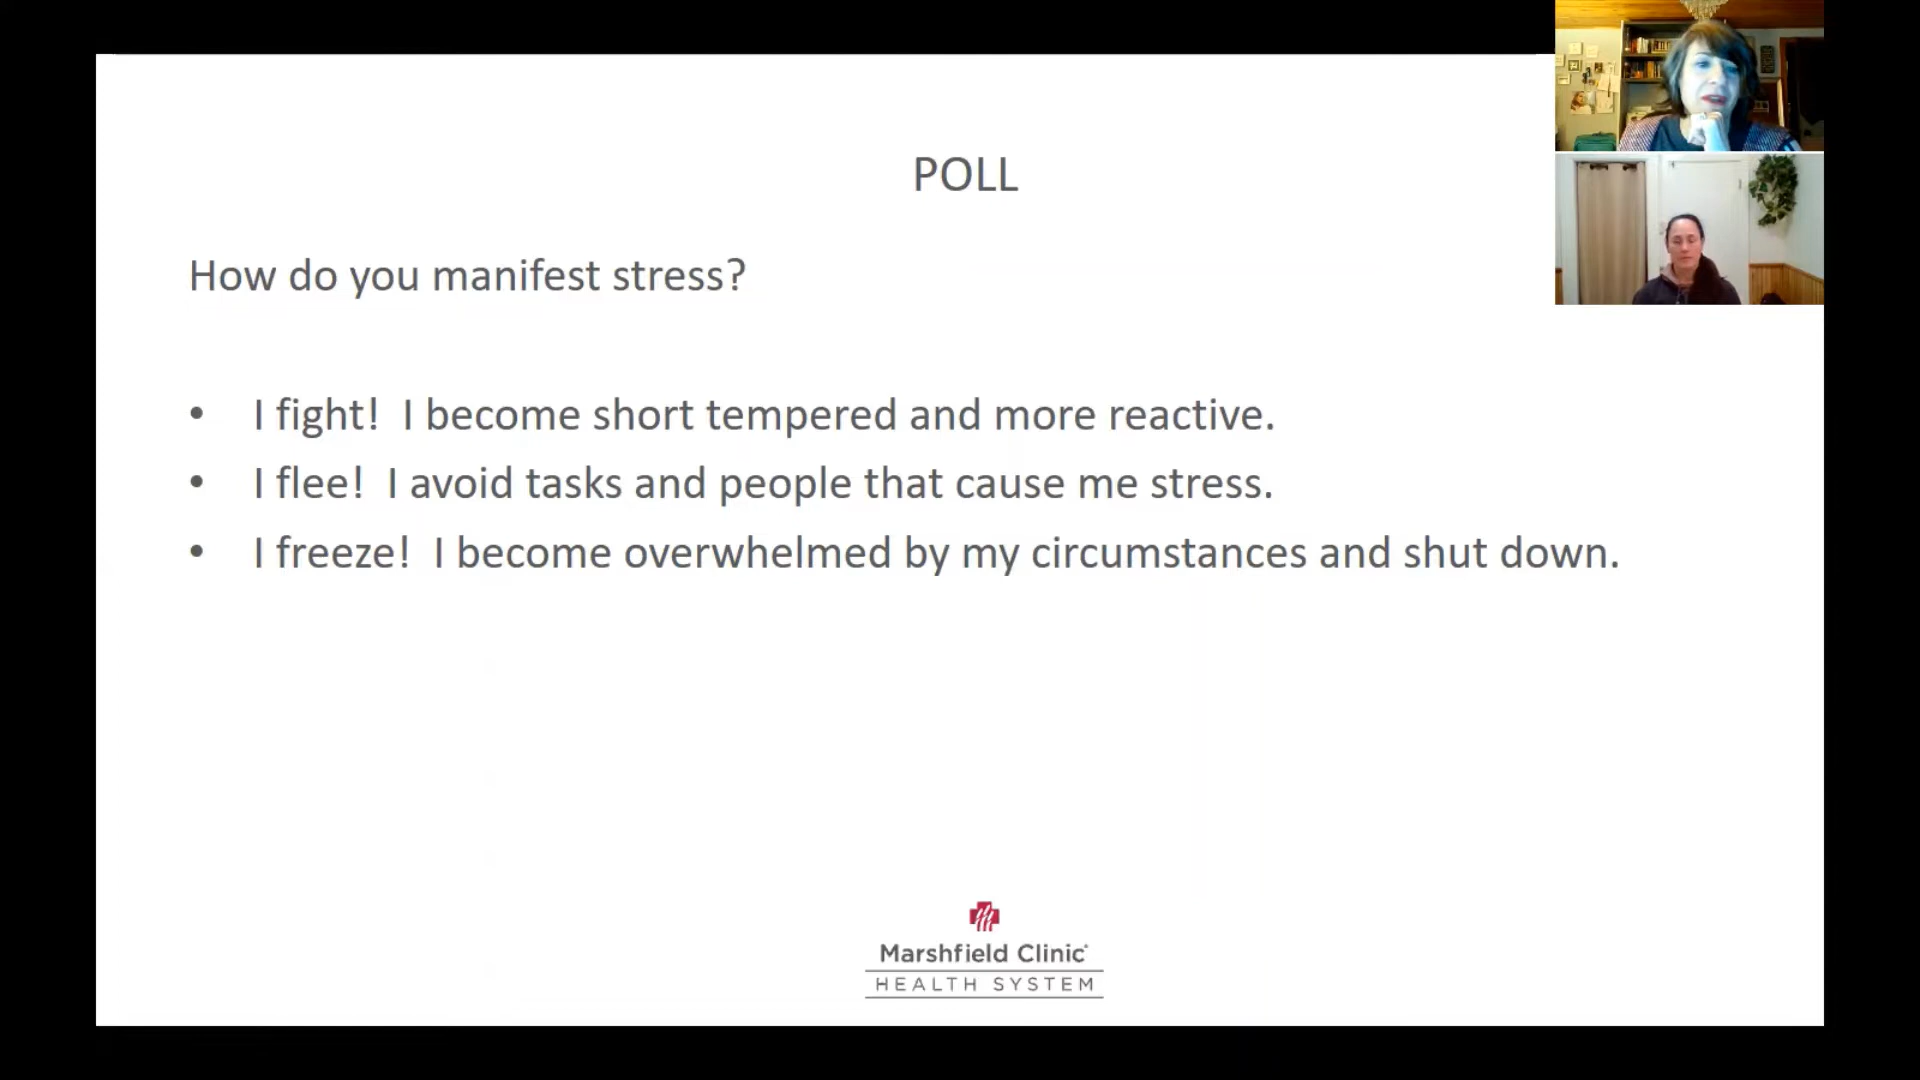 POLL
How do you manifest stress?
• I fight! I become short tempered and more reactive.
• I flee! I avoid tasks and people that cause me stress.
• I freeze! I become overwhelmed by my circumstances and shut down.
Marshfield Clinic
HEALTH SYSTEM